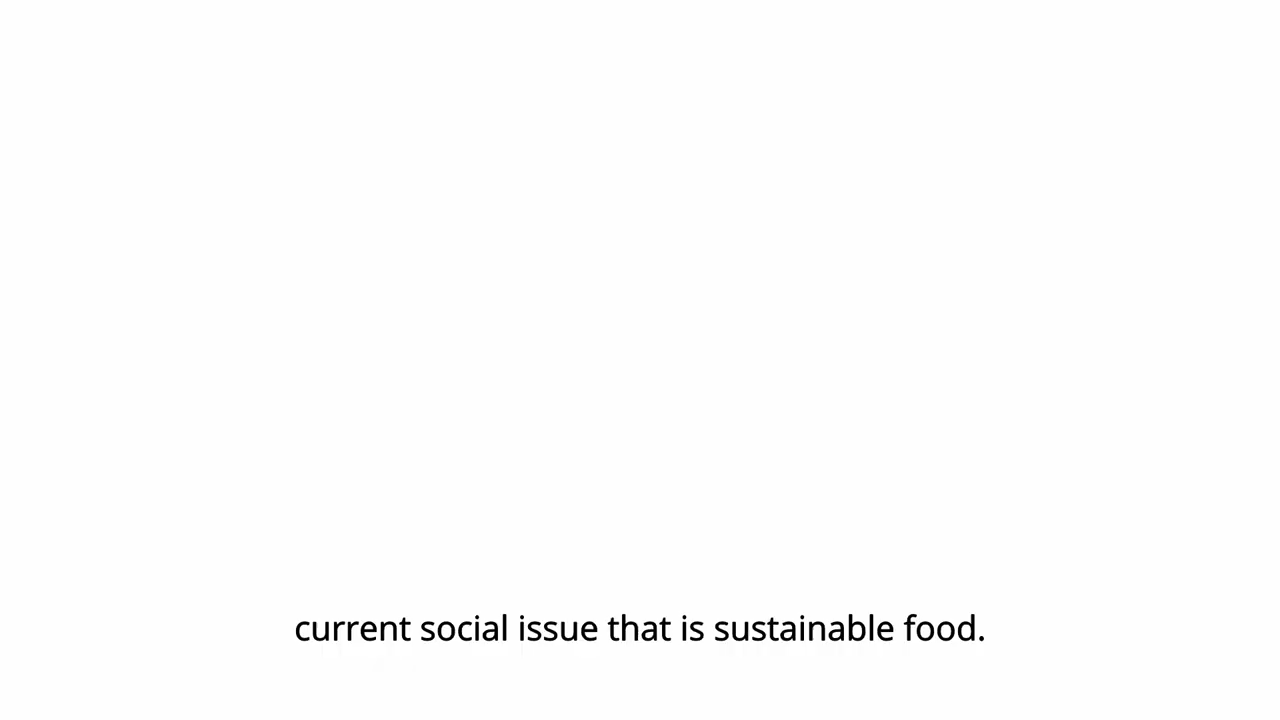 current social issue that is sustainable food.